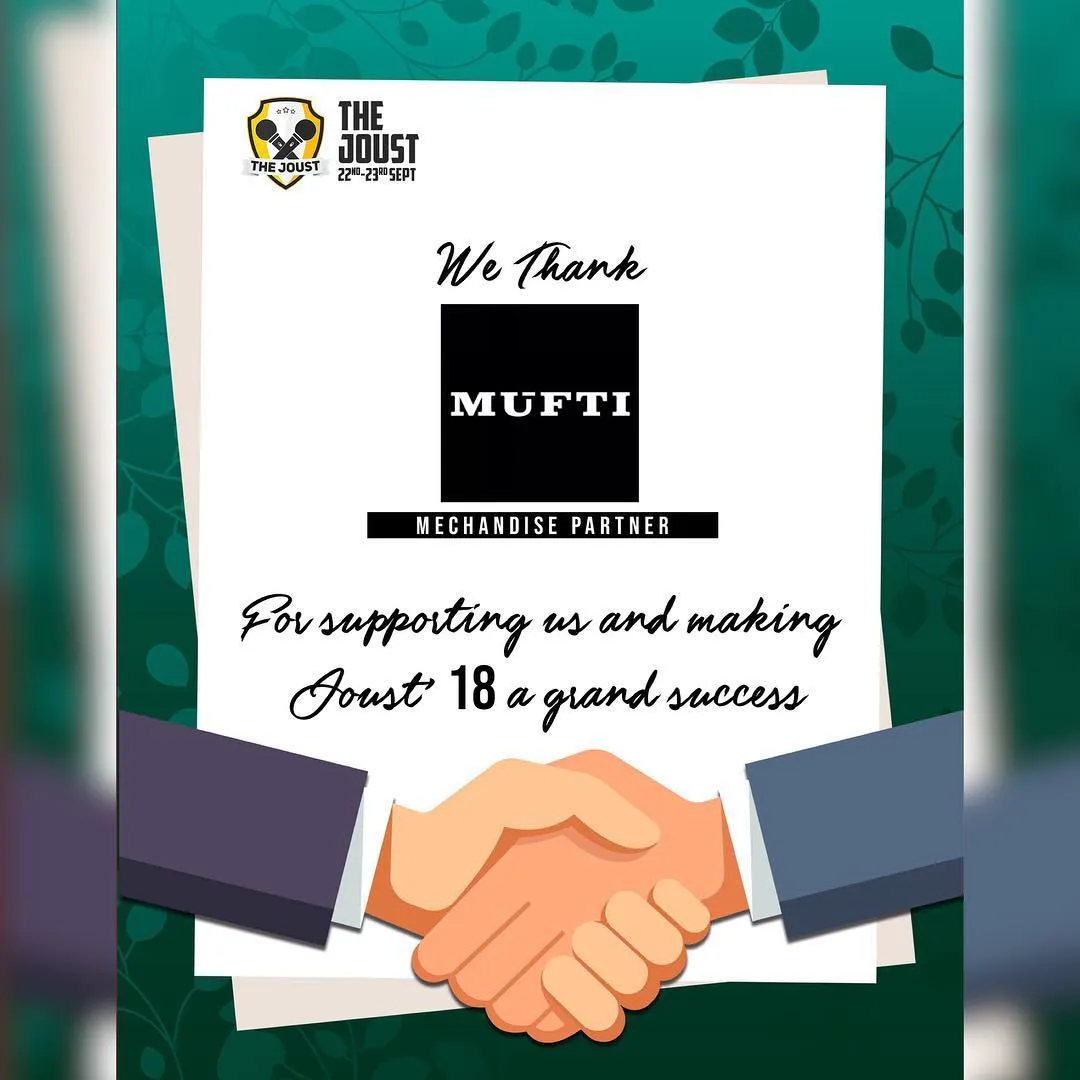 THE JOUST
THE
JOUST
22ND-23RD SEPT
We Thank
MUFTI
MECHANDISE PARTNER
For supporting us and making
Joust' 18 a grand success